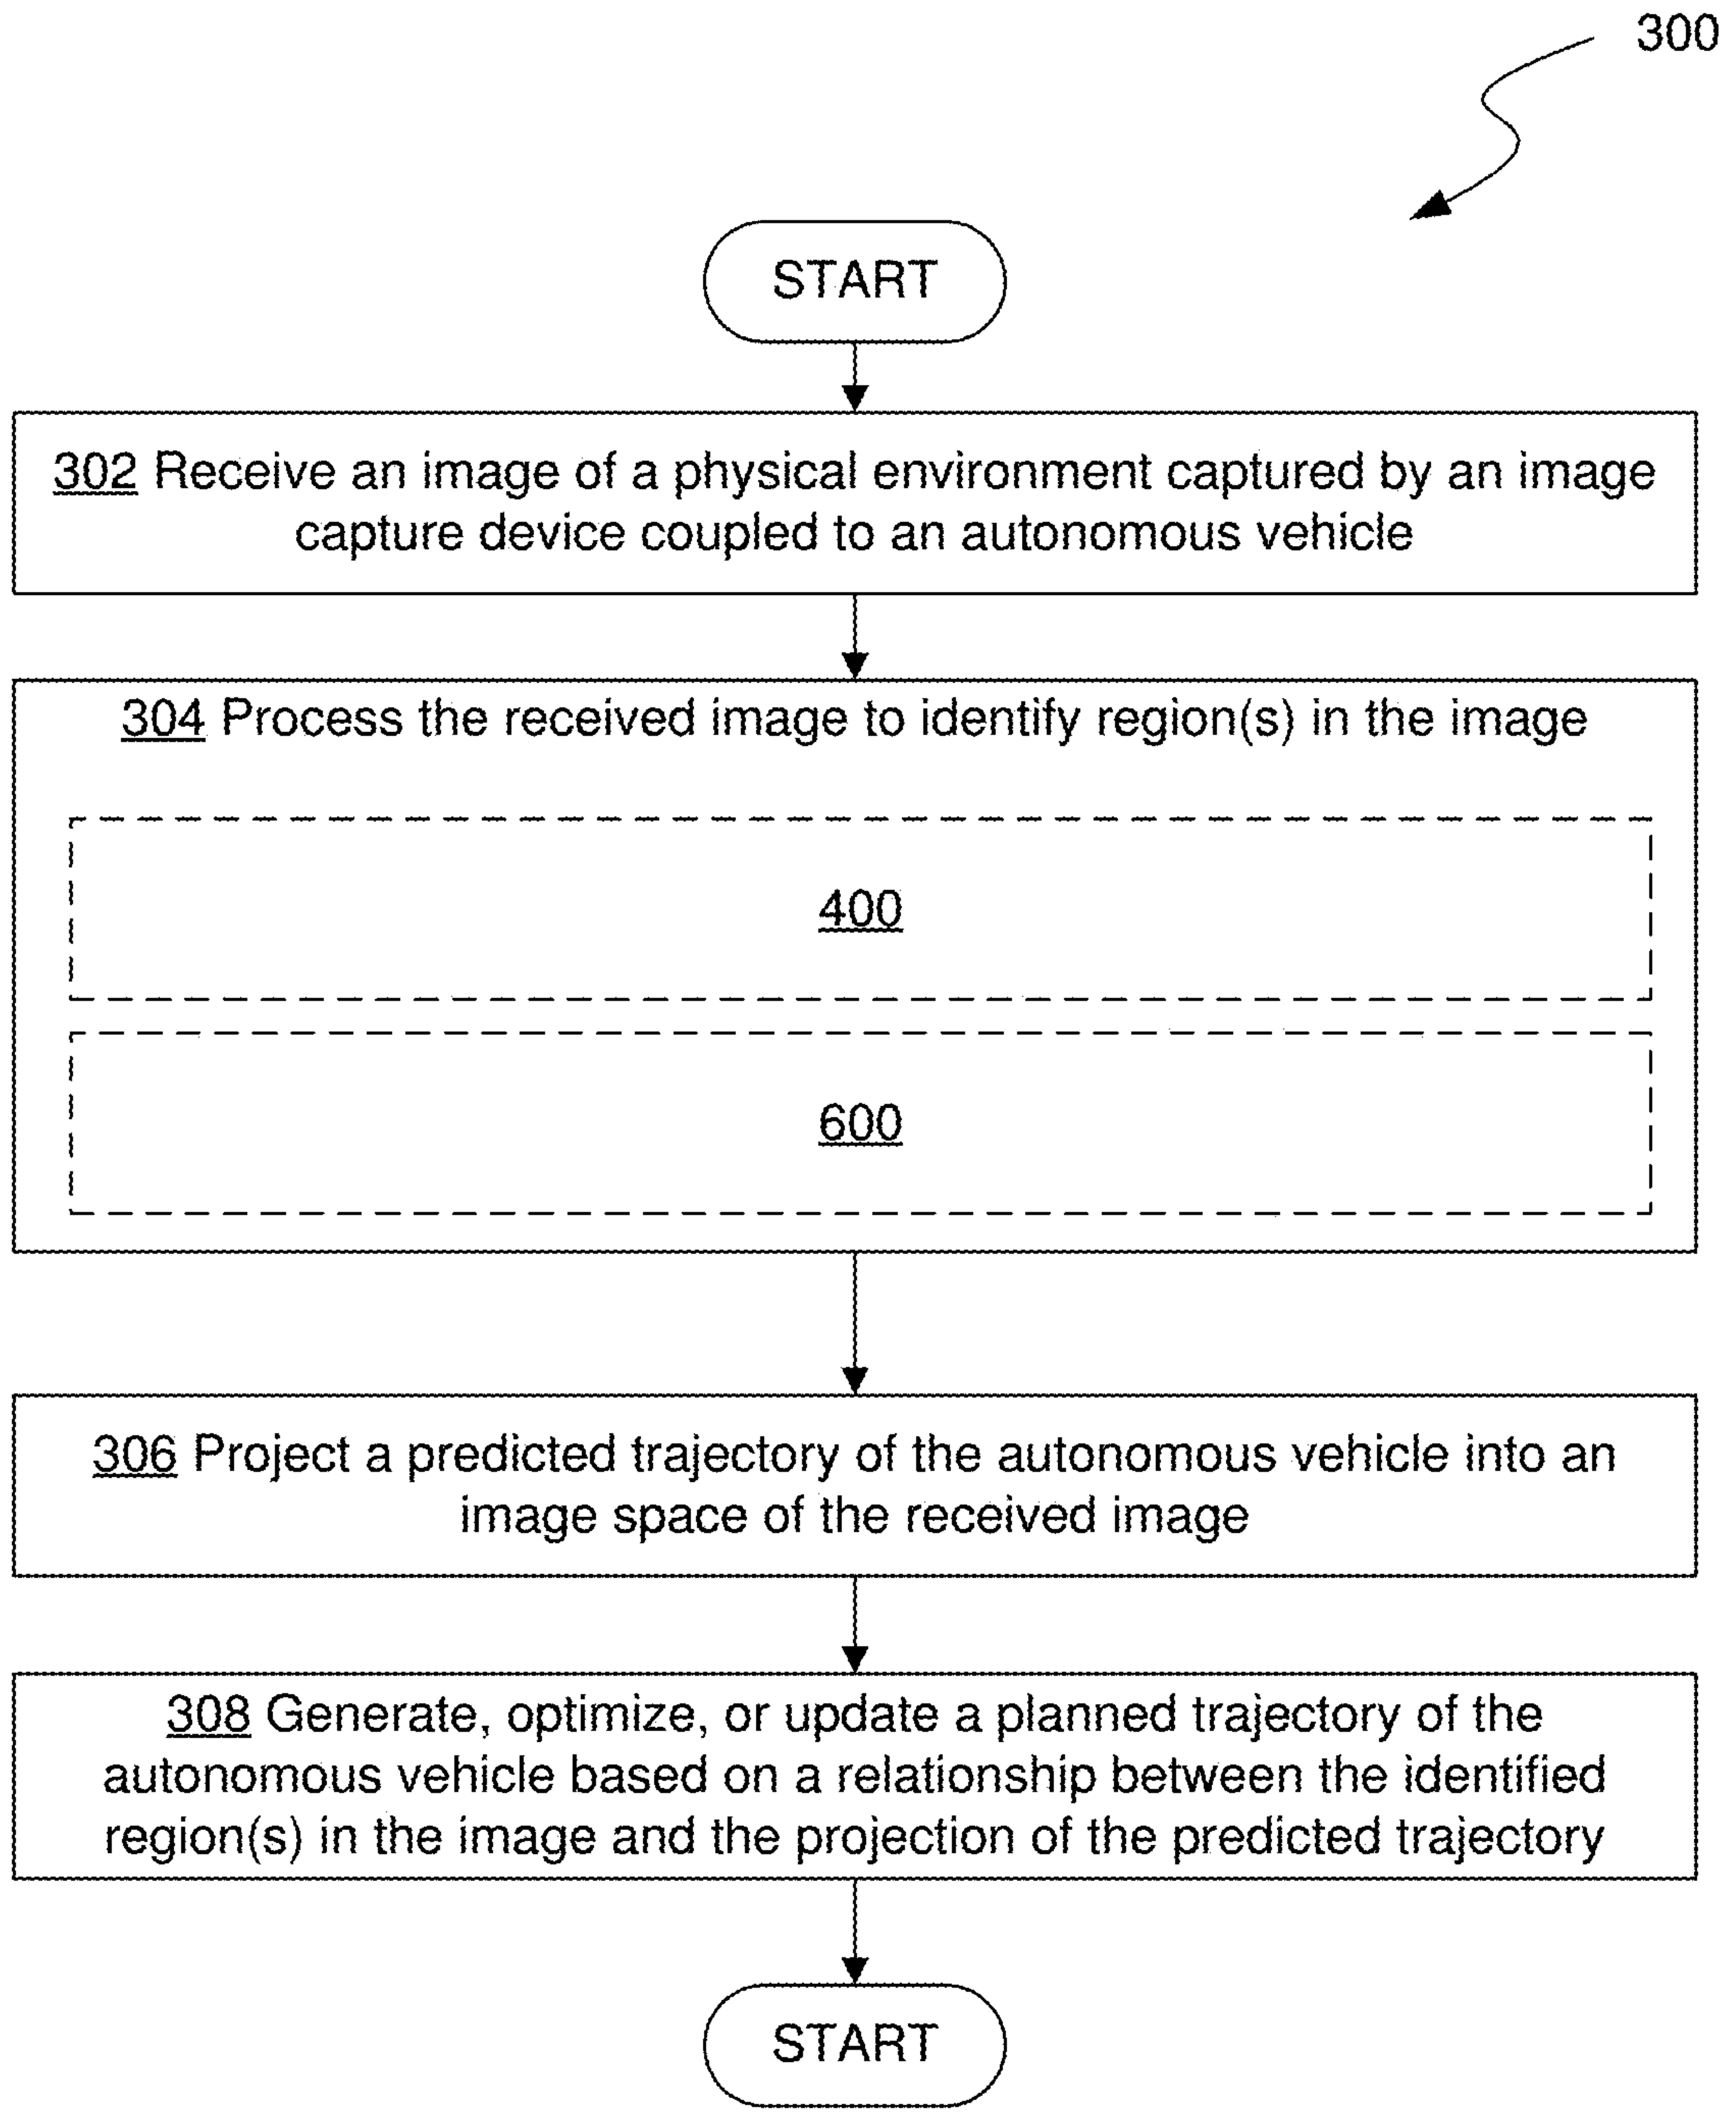 300
START
302 Receive an image of a physical environment captured by an image
capture device coupled to an autonomous vehicle
304 Process the received image to identify region(s) in the image
400
600
306 Project a predicted trajectory of the autonomous vehicle into an
image space of the received image
308 Generate, optimize, or update a planned trajectory of the
autonomous vehicle based on a relationship between the identified
region(s) in the image and the projection of the predicted trajectory
START